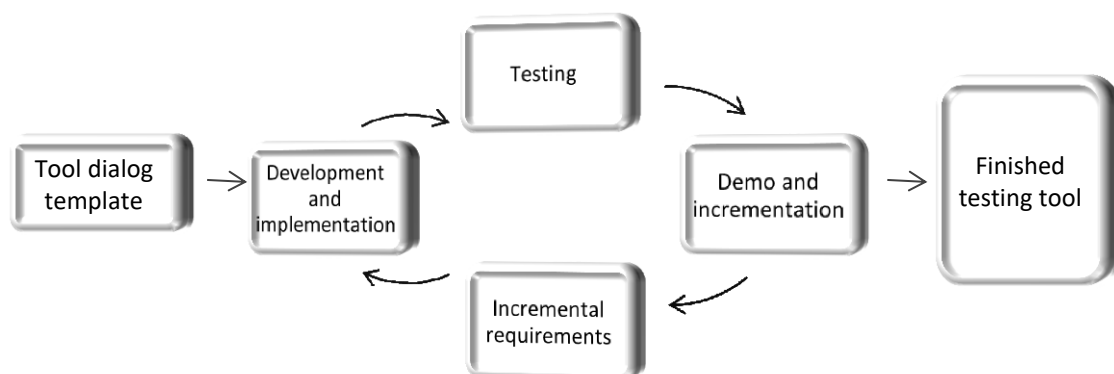 Tool dialog
template
Development
and
implementation
Testing
Demo and
incrementation
Incremental
requirements
Finished
testing tool